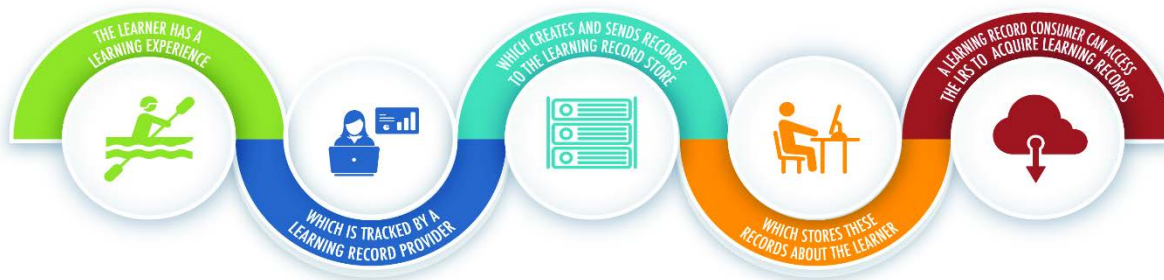 THE LEARNER HAS A
LEARNING EXPERIENCE
WHICH IS TRACKED BY A
LEARNING RECORD PROVIDER
WHICH CREATES AND SENDS RECORDS
TO THE LEARNING RECORD STORE
WHICH STORES THESE
RECORDS ABOUT THE LEARNER
A LEARNING RECORD CONSUMER CAN ACCESS
THE LRS TO ACQUIRE LEARNING RECORDS